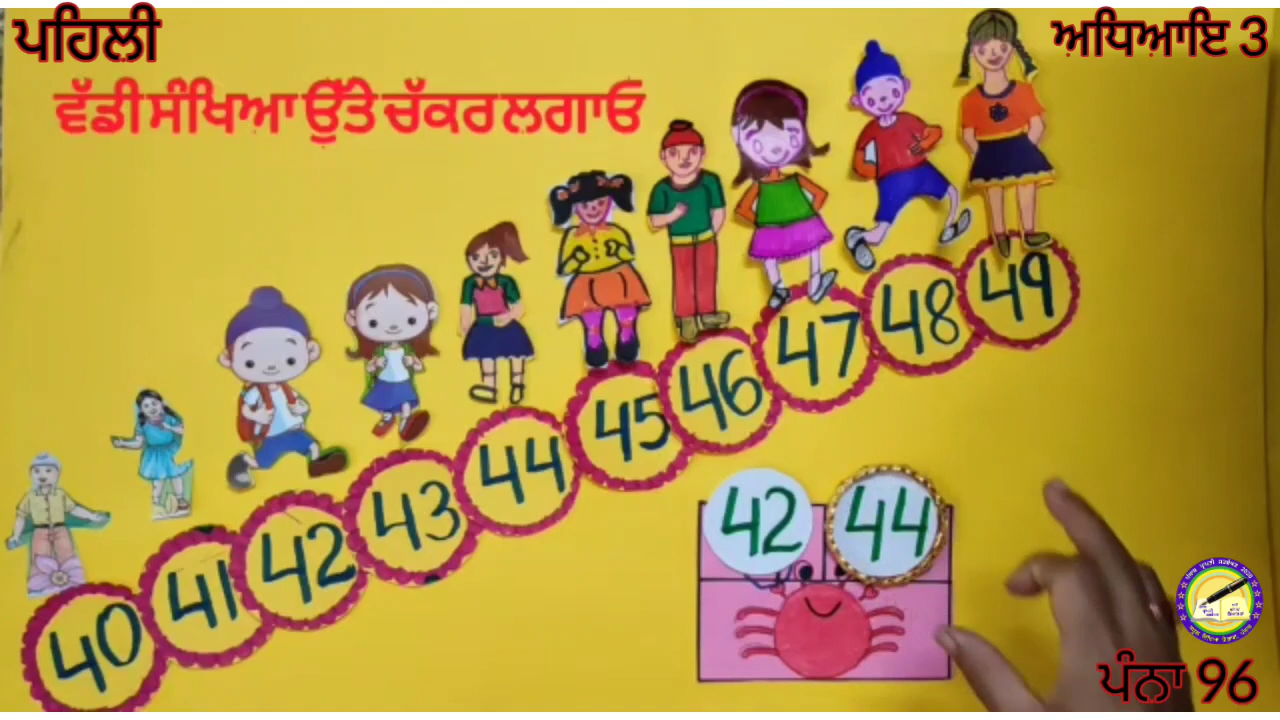 ਪਹਿਲੀ
ਅਧਿਆਇ 3
ਵੱਡੀ ਸੰਖਿਆ ਉੱਤੇ ਚੱਕਰ ਲਗਾਓ
40 41 42 43 44 45 46 47 48 49
42 44
ਪੰਨਾ 96